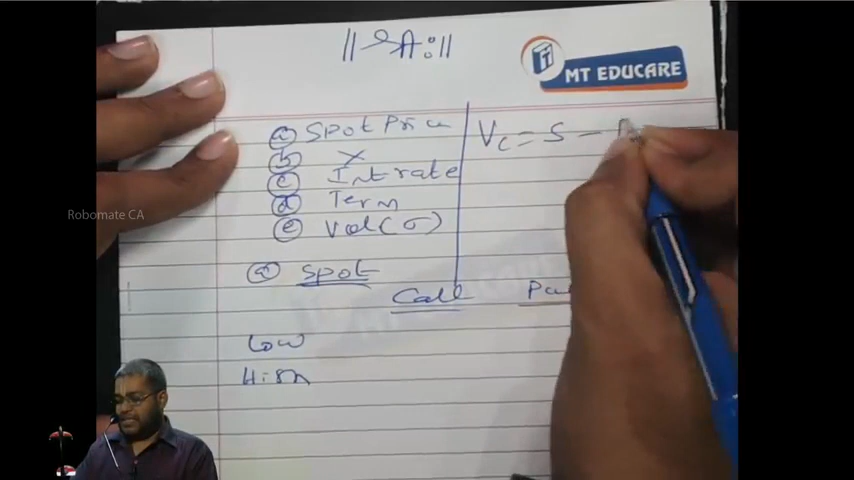 MT EDUCARE
(a) Spot Price
(b) X
(c) Int rate
(d) Term
(e) Vol (σ)
Vc = S -
(a) Spot
Call
Low
High
Robomate CA